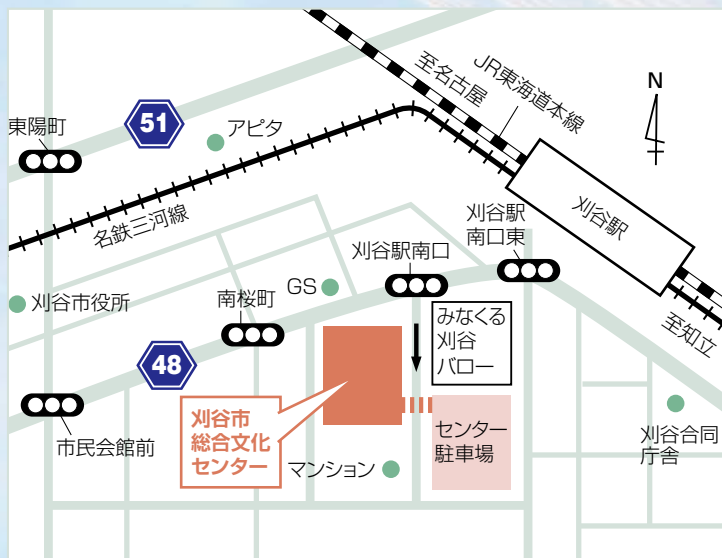 至名古屋
JR東海道本線
N
東陽町
51
アピタ
刈谷駅
名鉄三河線
刈谷駅
南口東
刈谷駅南口
刈谷市役所
南桜町
GS
みなくる
刈谷
バロー
至知立
48
刈谷市
総合文化
センター
センター
駐車場
市民会館前
マンション
刈谷合同
庁舎